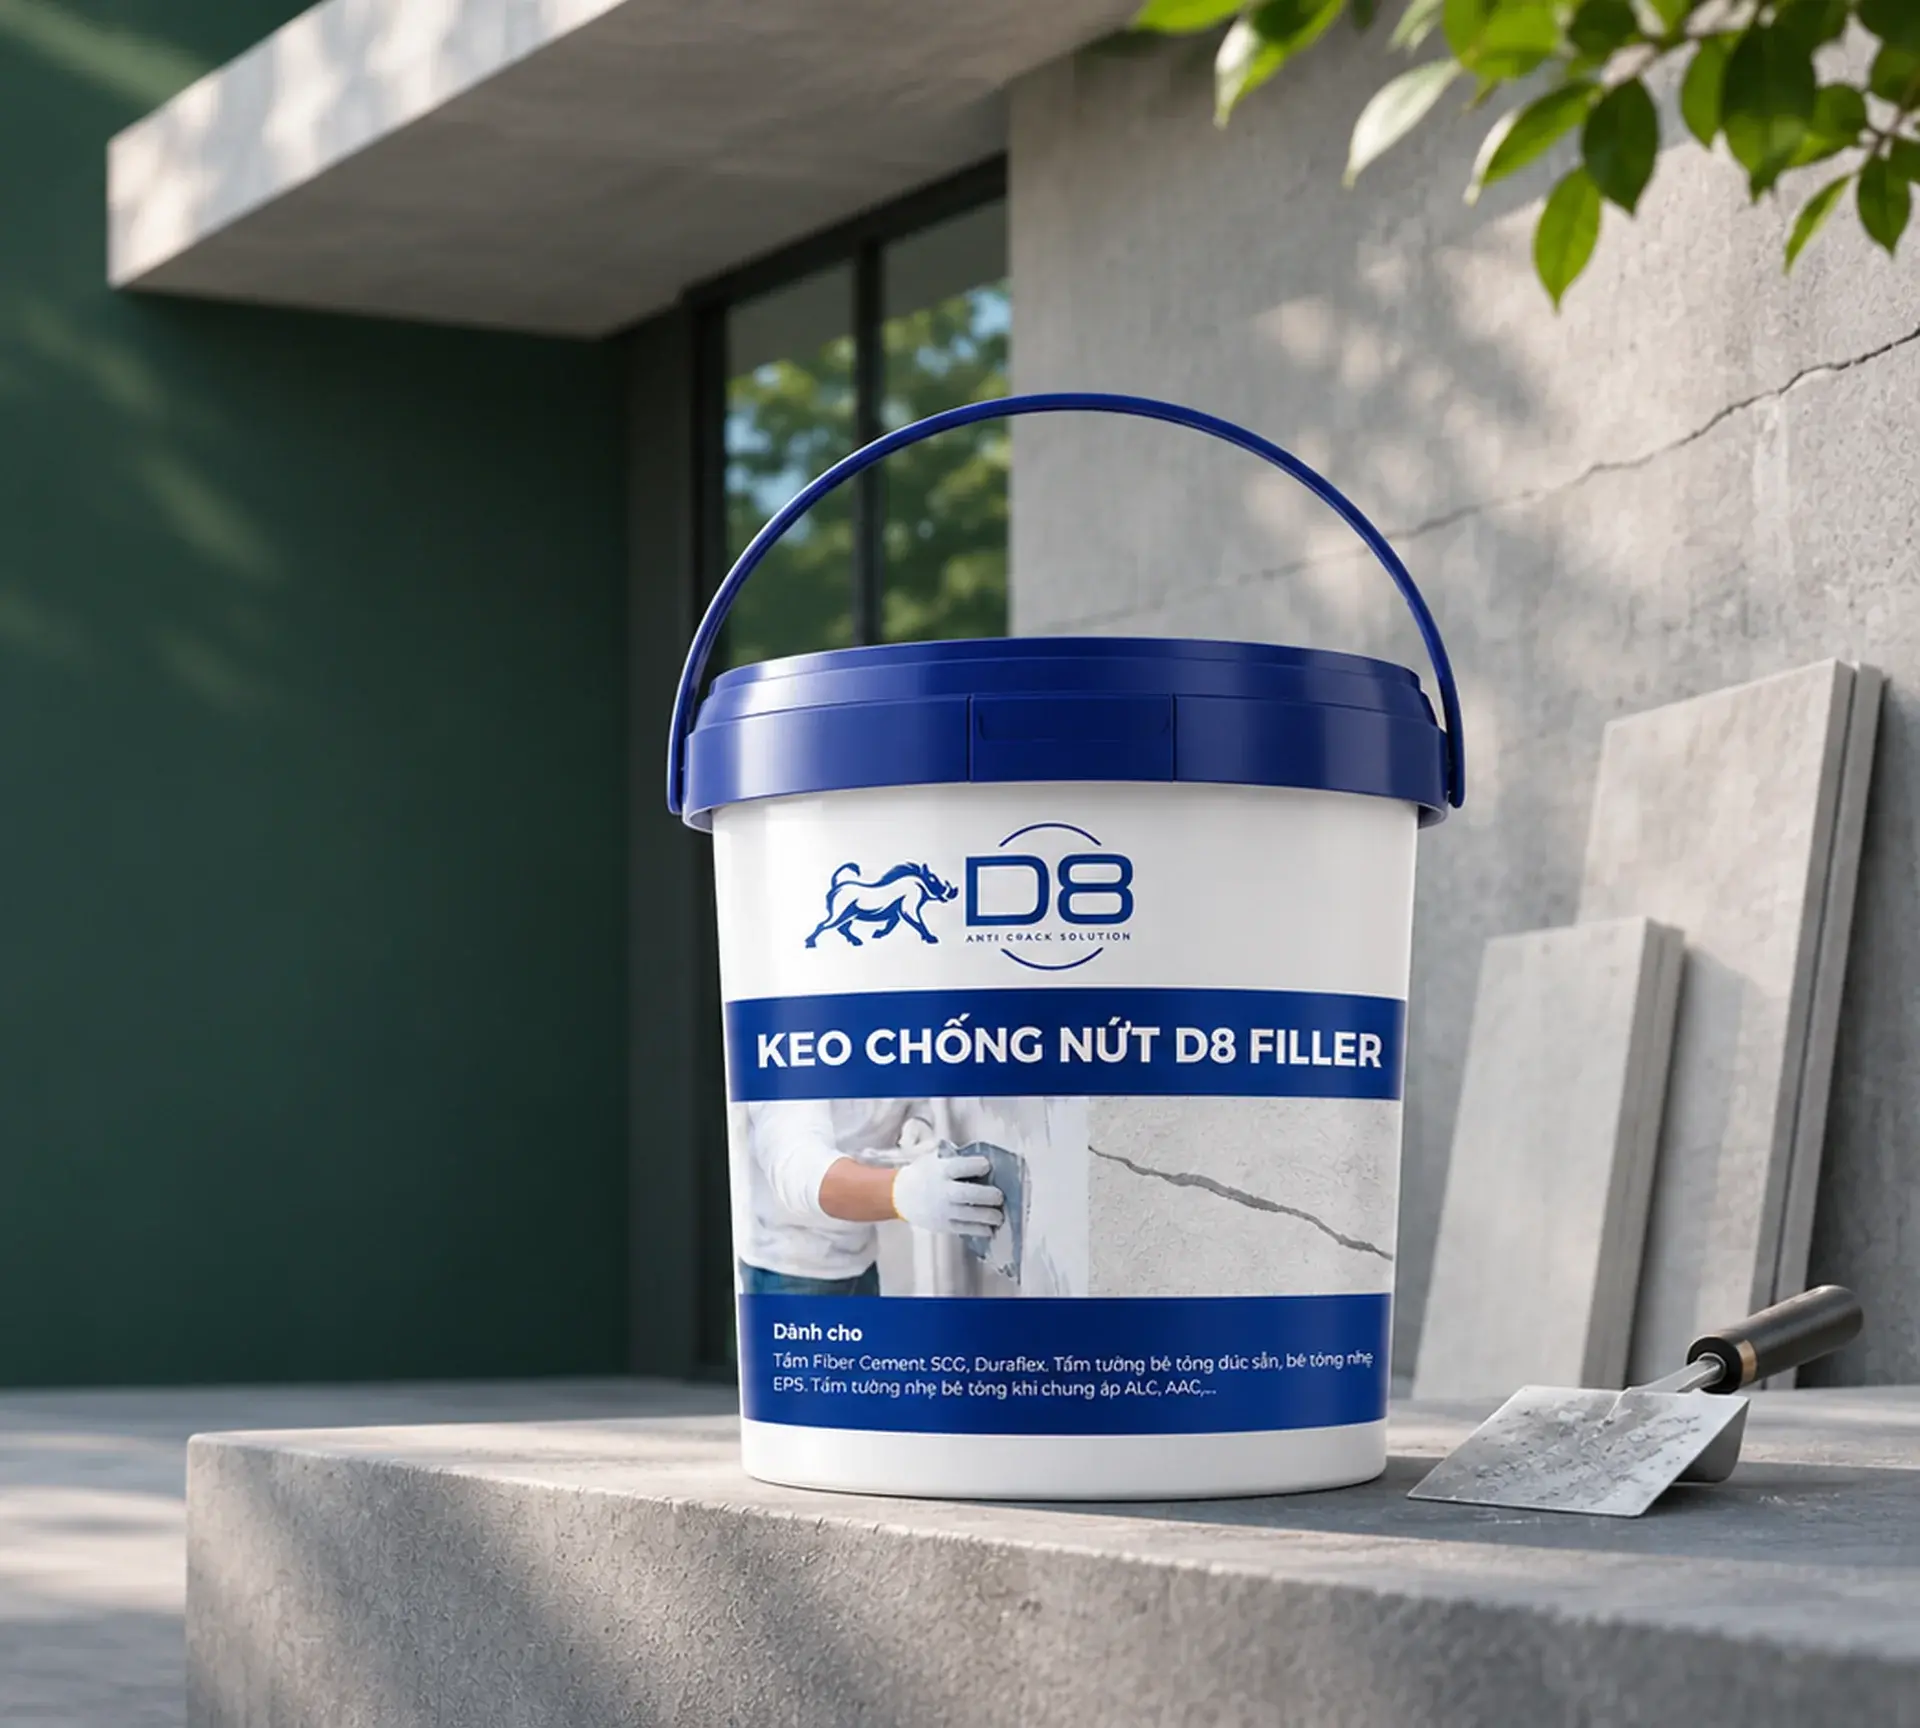 D8
ANTI CRACK SOLUTION
KEO CHỐNG NỨT D8 FILLER
Dành cho
Tấm Fiber Cement SCG, Duraflex. Tấm tường bê tông đúc sẵn, bê tông nhẹ
EPS. Tấm tường nhẹ bê tông khí chưng áp ALC, AAC,...